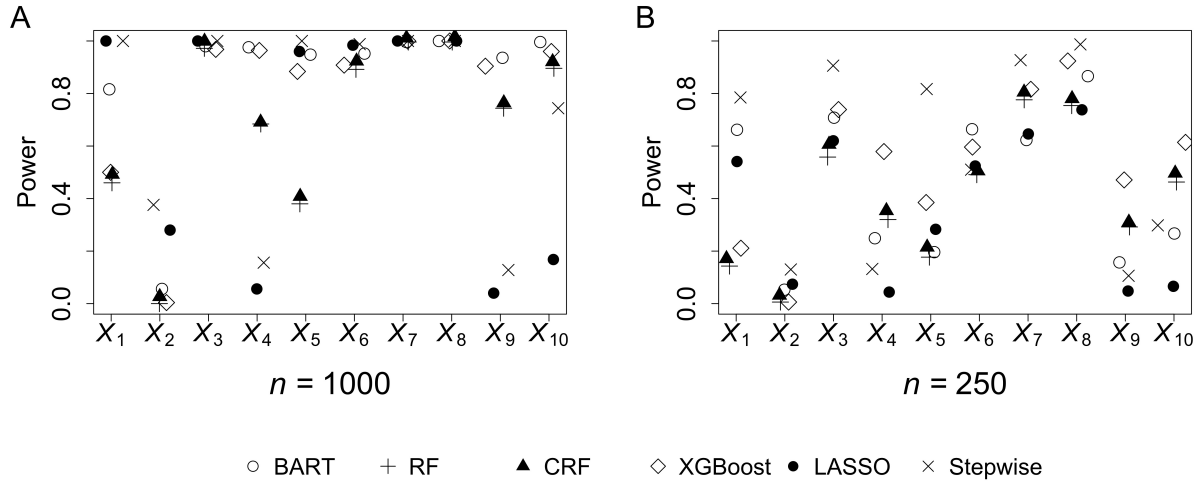 A
B
Power
0.0 0.4 0.8
X1 X2 X3 X4 X5 X6 X7 X8 X9 X10
n = 1000
Power
0.0 0.4 0.8
X1 X2 X3 X4 X5 X6 X7 X8 X9 X10
n = 250
BART RF CRF XGBoost LASSO Stepwise